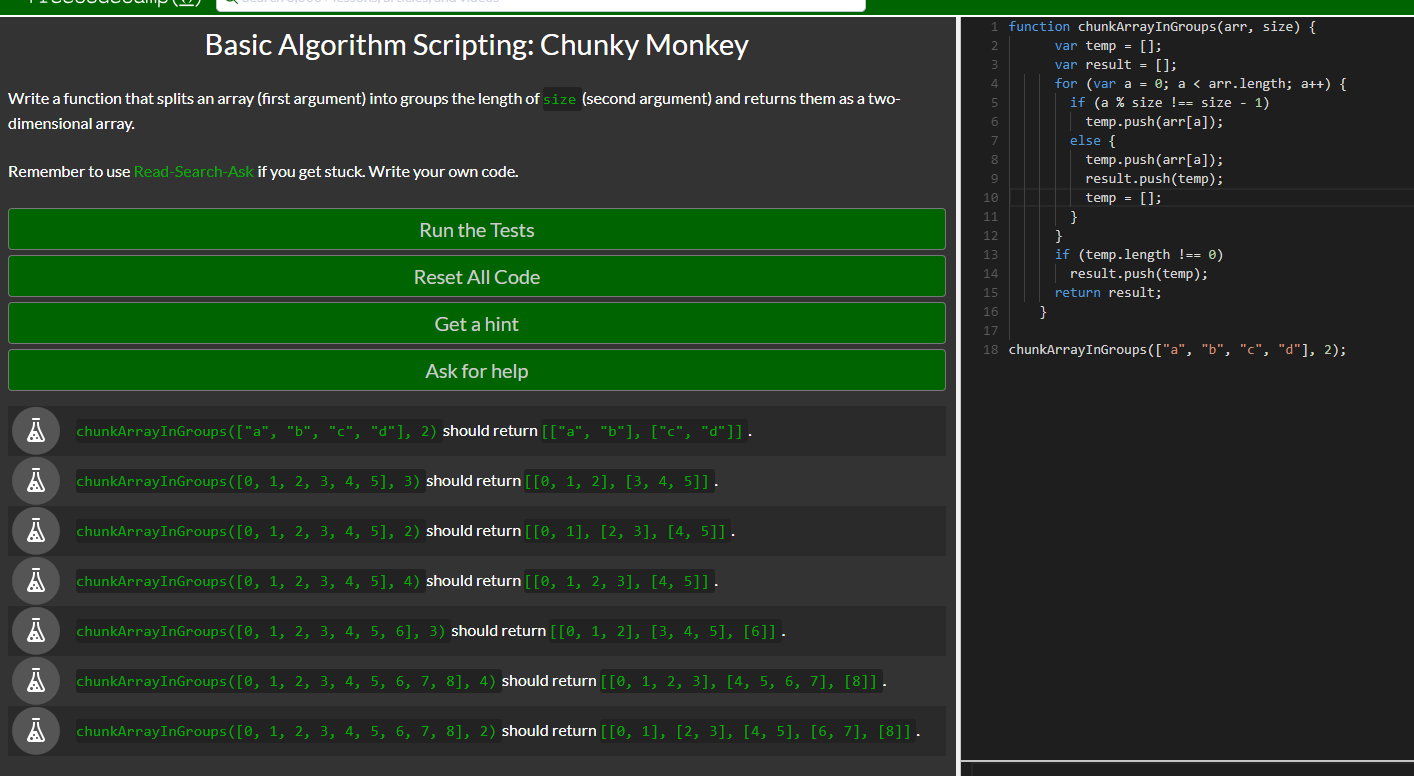 Basic Algorithm Scripting: Chunky Monkey
Write a function that splits an array (first argument) into groups the length of size (second argument) and returns them as a two-
dimensional array.
Remember to use Read-Search-Ask if you get stuck. Write your own code.
Run the Tests
Reset All Code
Get a hint
Ask for help
chunkArrayInGroups(["a", "b", "c", "d"], 2) should return [["a", "b"], ["c", "d"]].
chunkArrayInGroups([0, 1, 2, 3, 4, 5], 3) should return [[0, 1, 2], [3, 4, 5]].
chunkArrayInGroups([0, 1, 2, 3, 4, 5], 2) should return [[0, 1], [2, 3], [4, 5]].
chunkArrayInGroups([0, 1, 2, 3, 4, 5], 4) should return [[0, 1, 2, 3], [4, 5]].
chunkArrayInGroups([0, 1, 2, 3, 4, 5, 6], 3) should return [[0, 1, 2], [3, 4, 5], [6]].
chunkArrayInGroups([0, 1, 2, 3, 4, 5, 6, 7, 8], 4) should return [[0, 1, 2, 3], [4, 5, 6, 7], [8]].
chunkArrayInGroups([0, 1, 2, 3, 4, 5, 6, 7, 8], 2) should return [[0, 1], [2, 3], [4, 5], [6, 7], [8]].
1 function chunkArrayInGroups(arr, size) {
2 var temp = [];
3 var result = [];
4 for (var a = 0; a < arr.length; a++) {
5 if (a % size !== size - 1)
6 temp.push(arr[a]);
7 else {
8 temp.push(arr[a]);
9 result.push(temp);
10 temp = [];
11 }
12 }
13 if (temp.length !== 0)
14 result.push(temp);
15 return result;
16 }
17
18 chunkArrayInGroups(["a", "b", "c", "d"], 2);